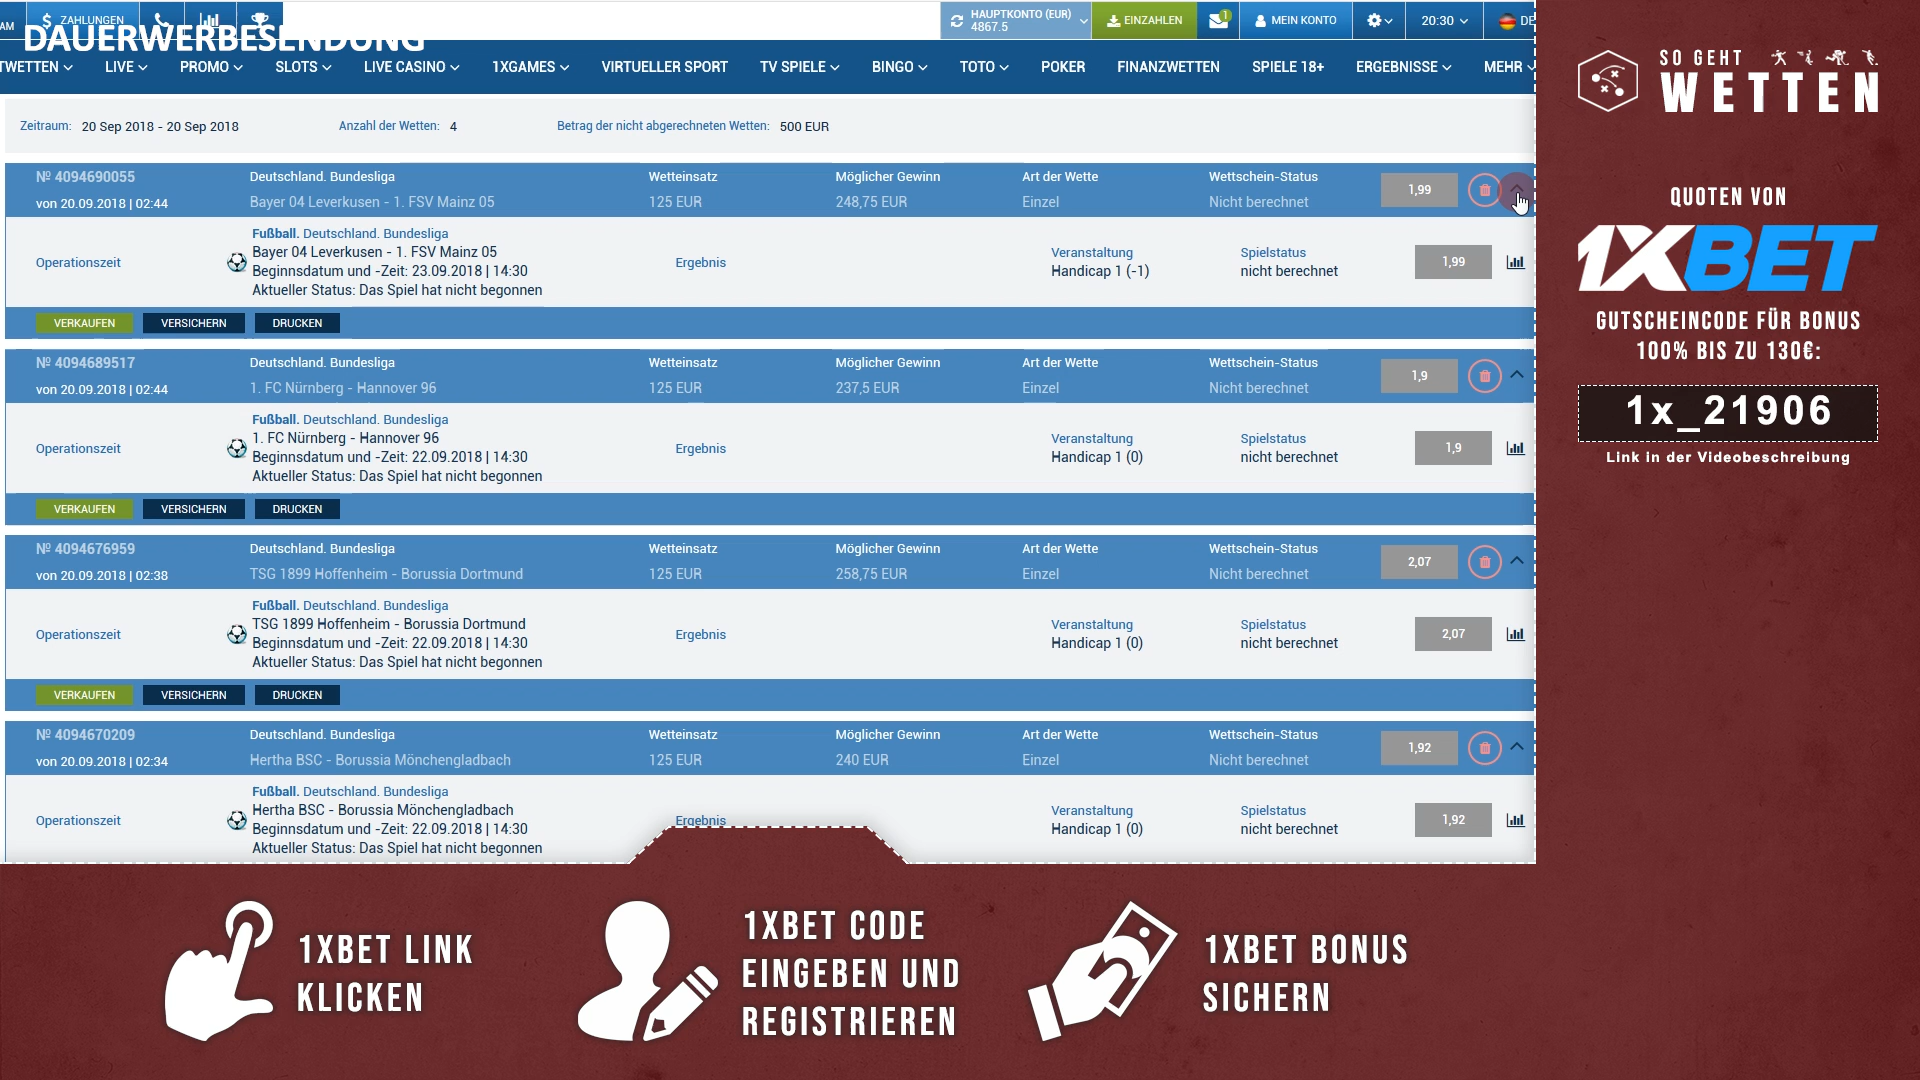 AM
$ ZAHLUNGEN
HAUPTKONTO (EUR)
4867.5
EINZAHLEN
1
MEIN KONTO
20:30
DE
DAUERWERBESENDUNG
TWETTEN LIVE PROMO SLOTS LIVE CASINO 1XGAMES VIRTUELLER SPORT TV SPIELE BINGO TOTO POKER FINANZWETTEN SPIELE 18+ ERGEBNISSE MEHR
Zeitraum: 20 Sep 2018 - 20 Sep 2018 Anzahl der Wetten: 4 Betrag der nicht abgerechneten Wetten: 500 EUR
№ 4094690055 Deutschland. Bundesliga Wetteinsatz Möglicher Gewinn Art der Wette Wettschein-Status 1,99
von 20.09.2018 | 02:44 Bayer 04 Leverkusen - 1. FSV Mainz 05 125 EUR 248,75 EUR Einzel Nicht berechnet
Fußball. Deutschland. Bundesliga
Bayer 04 Leverkusen - 1. FSV Mainz 05 Veranstaltung Spielstatus
Operationszeit Ergebnis 1,99
Beginnsdatum und -Zeit: 23.09.2018 | 14:30 Handicap 1 (-1) nicht berechnet
Aktueller Status: Das Spiel hat nicht begonnen
VERKAUFEN VERSICHERN DRUCKEN
№ 4094689517 Deutschland. Bundesliga Wetteinsatz Möglicher Gewinn Art der Wette Wettschein-Status 1,9
von 20.09.2018 | 02:44 1. FC Nürnberg - Hannover 96 125 EUR 237,5 EUR Einzel Nicht berechnet
Fußball. Deutschland. Bundesliga
1. FC Nürnberg - Hannover 96 Veranstaltung Spielstatus
Operationszeit Ergebnis 1,9
Beginnsdatum und -Zeit: 22.09.2018 | 14:30 Handicap 1 (0) nicht berechnet
Aktueller Status: Das Spiel hat nicht begonnen
VERKAUFEN VERSICHERN DRUCKEN
№ 4094676959 Deutschland. Bundesliga Wetteinsatz Möglicher Gewinn Art der Wette Wettschein-Status 2,07
von 20.09.2018 | 02:38 TSG 1899 Hoffenheim - Borussia Dortmund 125 EUR 258,75 EUR Einzel Nicht berechnet
Fußball. Deutschland. Bundesliga
TSG 1899 Hoffenheim - Borussia Dortmund Veranstaltung Spielstatus
Operationszeit Ergebnis 2,07
Beginnsdatum und -Zeit: 22.09.2018 | 14:30 Handicap 1 (0) nicht berechnet
Aktueller Status: Das Spiel hat nicht begonnen
VERKAUFEN VERSICHERN DRUCKEN
№ 4094670209 Deutschland. Bundesliga Wetteinsatz Möglicher Gewinn Art der Wette Wettschein-Status 1,92
von 20.09.2018 | 02:34 Hertha BSC - Borussia Mönchengladbach 125 EUR 240 EUR Einzel Nicht berechnet
Fußball. Deutschland. Bundesliga
Hertha BSC - Borussia Mönchengladbach Veranstaltung Spielstatus
Operationszeit Ergebnis 1,92
Beginnsdatum und -Zeit: 22.09.2018 | 14:30 Handicap 1 (0) nicht berechnet
Aktueller Status: Das Spiel hat nicht begonnen
SO GEHT
WETTEN
QUOTEN VON
1XBET
GUTSCHEINCODE FÜR BONUS
100% BIS ZU 130€:
1x_21906
Link in der Videobeschreibung
1XBET LINK
KLICKEN
1XBET CODE
EINGEBEN UND
REGISTRIEREN
1XBET BONUS
SICHERN